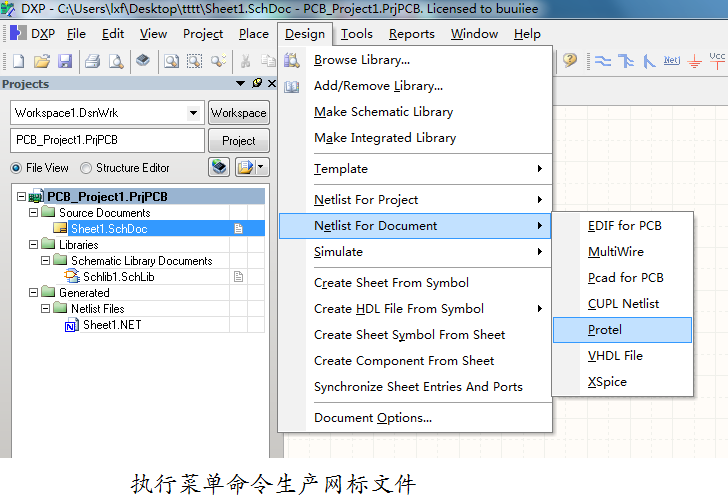 DXP - C:\Users\lxf\Desktop\tttt\Sheet1.SchDoc - PCB_Project1.PrjPCB. Licensed to buuiiee
DXP File Edit View Project Place Design Tools Reports Window Help
Net1 Vcc
Projects
Workspace1.DsnWrk Workspace
PCB_Project1.PrjPCB Project
File View Structure Editor
PCB_Project1.PrjPCB
Source Documents
Sheet1.SchDoc
Libraries
Schematic Library Documents
Schlib1.SchLib
Generated
Netlist Files
Sheet1.NET
Browse Library...
Add/Remove Library...
Make Schematic Library
Make Integrated Library
Template
Netlist For Project
Netlist For Document
Simulate
Create Sheet From Symbol
Create HDL File From Symbol
Create Sheet Symbol From Sheet
Create Component From Sheet
Synchronize Sheet Entries And Ports
Document Options...
EDIF for PCB
MultiWire
Pcad for PCB
CUPL Netlist
Protel
VHDL File
XSpice
执行菜单命令生产网标文件